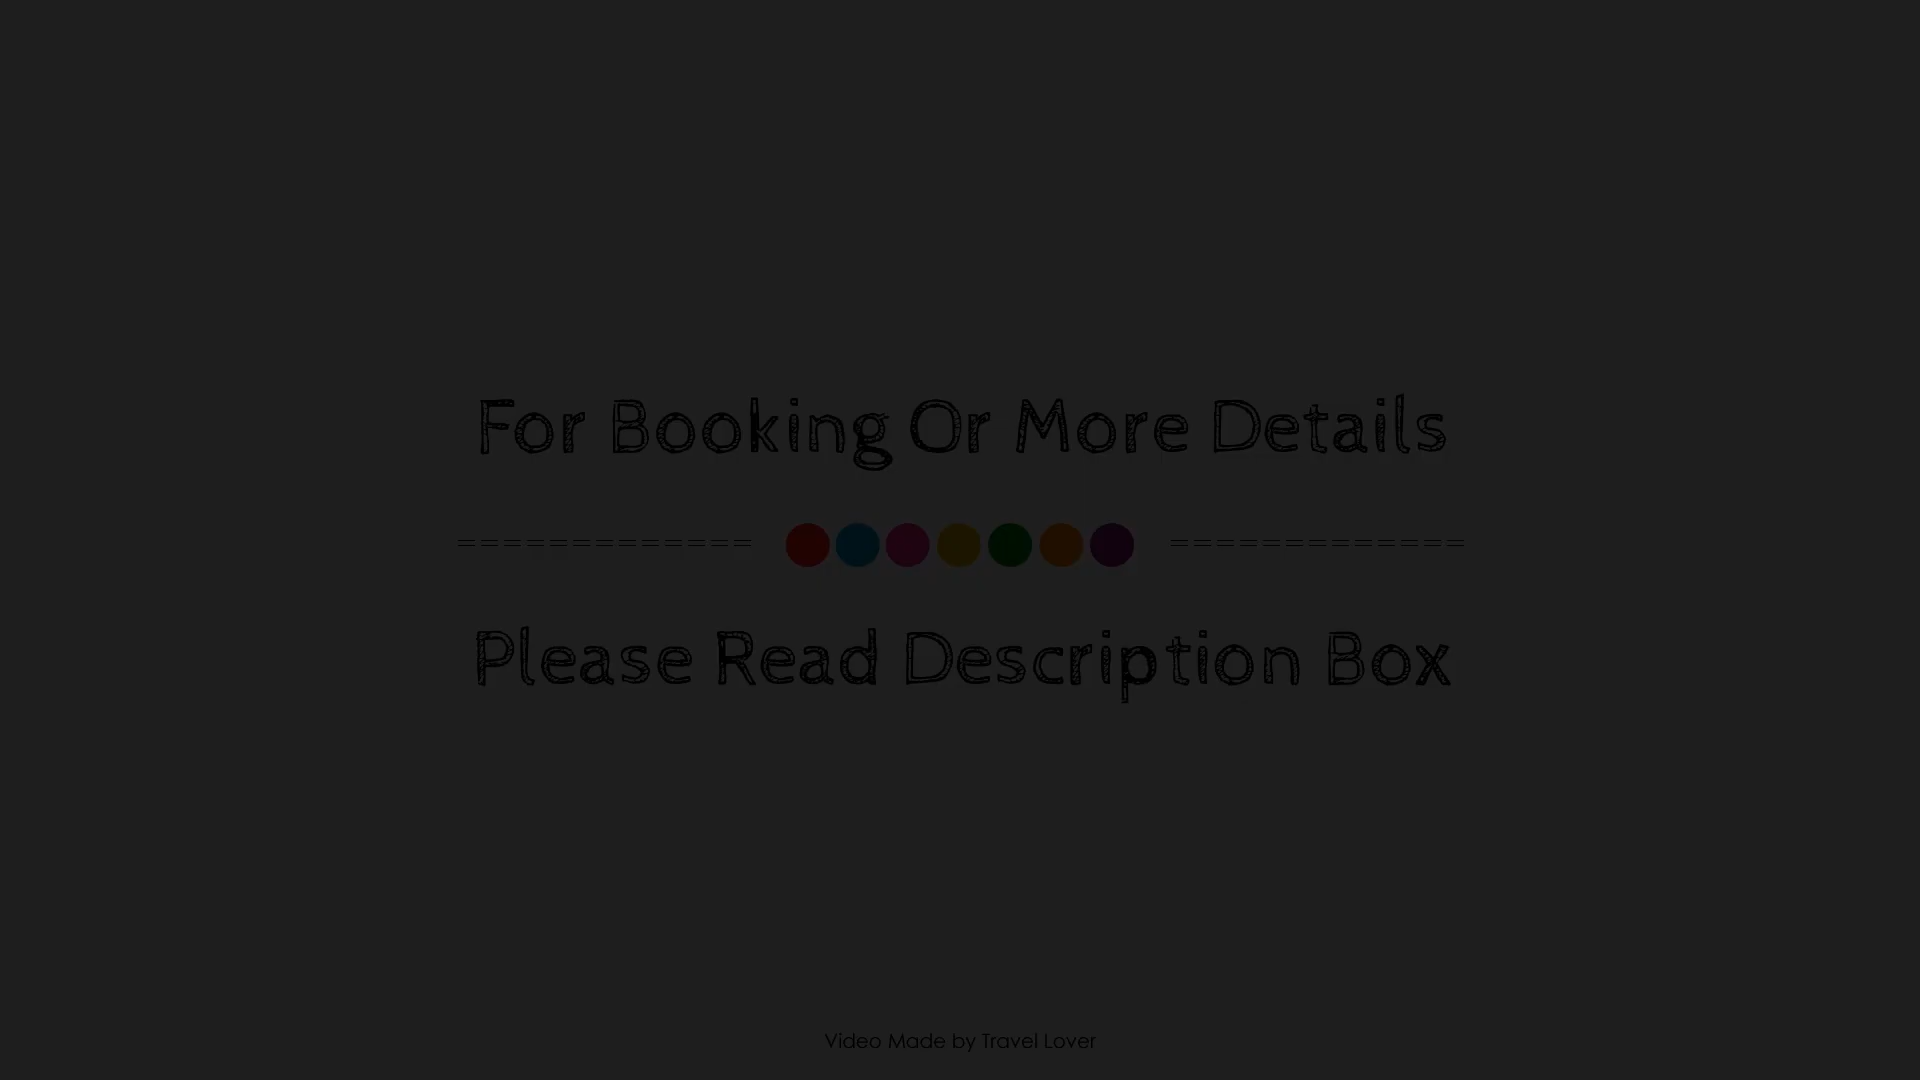 For Booking Or More Details
============= =============
Please Read Description Box
Video Made by Travel Lover